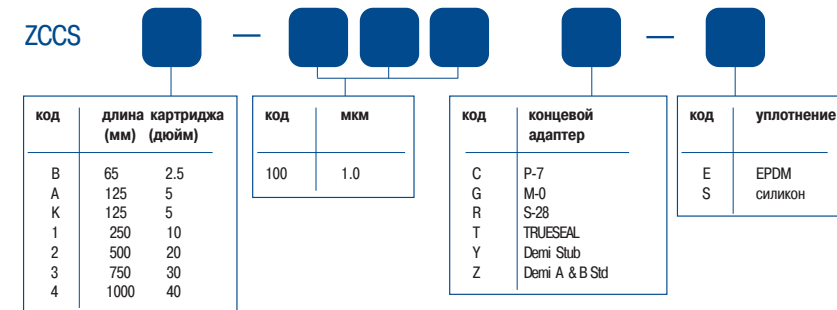 ZCCS — —
код длина картриджа
(мм) (дюйм)
B 65 2.5
A 125 5
K 125 5
1 250 10
2 500 20
3 750 30
4 1000 40
код мкм
100 1.0
код концевой
адаптер
C P-7
G M-0
R S-28
T TRUESEAL
Y Demi Stub
Z Demi A & B Std
код уплотнение
E EPDM
S силикон